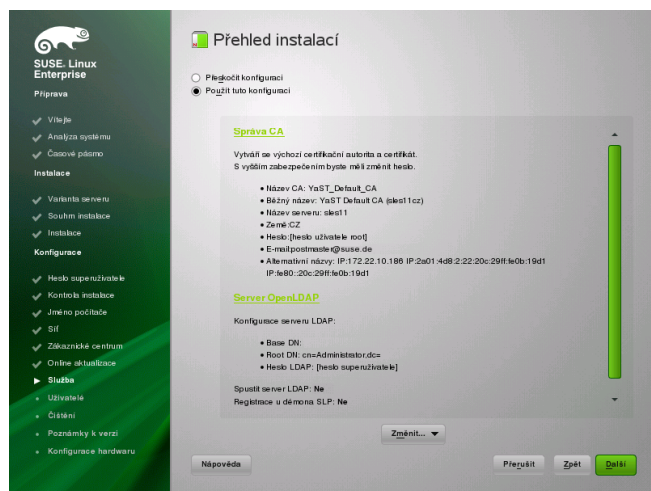 SUSE. Linux
Enterprise
Příprava
Vítejte
Analýza systému
Časové pásmo
Instalace
Varianta serveru
Souhrn instalace
Instalace
Konfigurace
Heslo superuživatele
Kontrola instalace
Jméno počítače
Síť
Zákaznické centrum
Online aktualizace
Služba
Uživatelé
Čištění
Poznámky k verzi
Konfigurace hardwaru
Přehled instalací
Přeskočit konfiguraci
Použít tuto konfiguraci
Správa CA
Vytváří se výchozí certifikační autorita a certifikát.
S vyšším zabezpečením byste měli změnit heslo.
• Název CA: YaST_Default_CA
• Běžný název: YaST Default CA (sles11cz)
• Název serveru: sles11
• Země:CZ
• Heslo:[heslo uživatele root]
• E-mail:postmaster@suse.de
• Alternativní názvy: IP:172.22.10.186 IP:2a01:4d8:2:22:20c:29ff:fe0b:19d1
IP:fe80::20c:29ff:fe0b:19d1
Server OpenLDAP
Konfigurace serveru LDAP:
• Base DN:
• Root DN: cn=Administrator,dc=
• Heslo LDAP: [heslo superuživatele]
Spustit server LDAP: Ne
Registrace u démona SLP: Ne
Změnit...
Nápověda
Přerušit
Zpět
Další